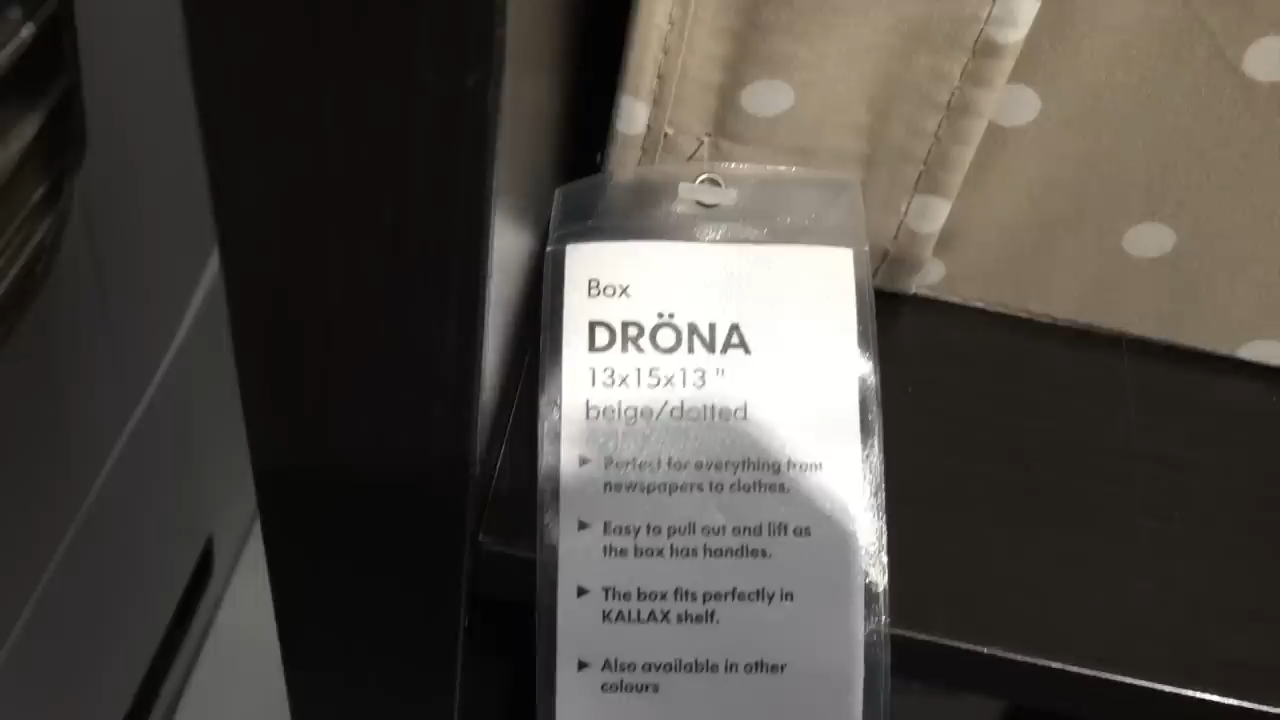 Box
DRÖNA
13x15x13 "
beige/dotted
► Perfect for everything from
newspapers to clothes.
► Easy to pull out and lift as
the box has handles.
► The box fits perfectly in
KALLAX shelf.
► Also available in other
colours